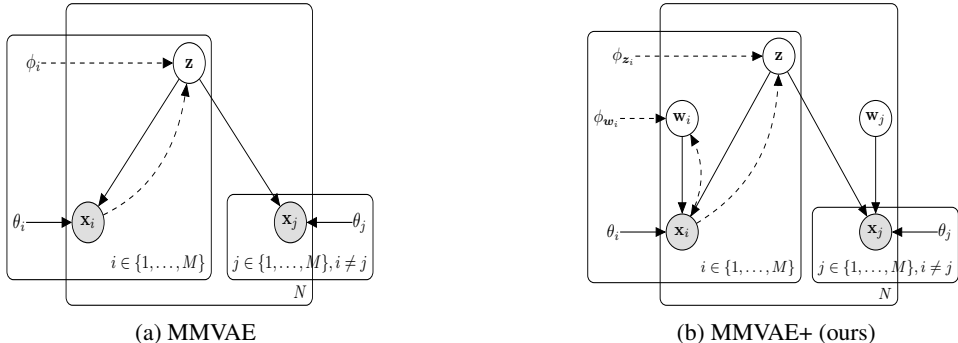 ϕ_i
z
θ_i
x_i
x_j
θ_j
i ∈ {1, . . . , M}
j ∈ {1, . . . , M}, i ≠ j
N
(a) MMVAE
ϕ_{z_i}
z
ϕ_{w_i}
w_i
w_j
θ_i
x_i
x_j
θ_j
i ∈ {1, . . . , M}
j ∈ {1, . . . , M}, i ≠ j
N
(b) MMVAE+ (ours)